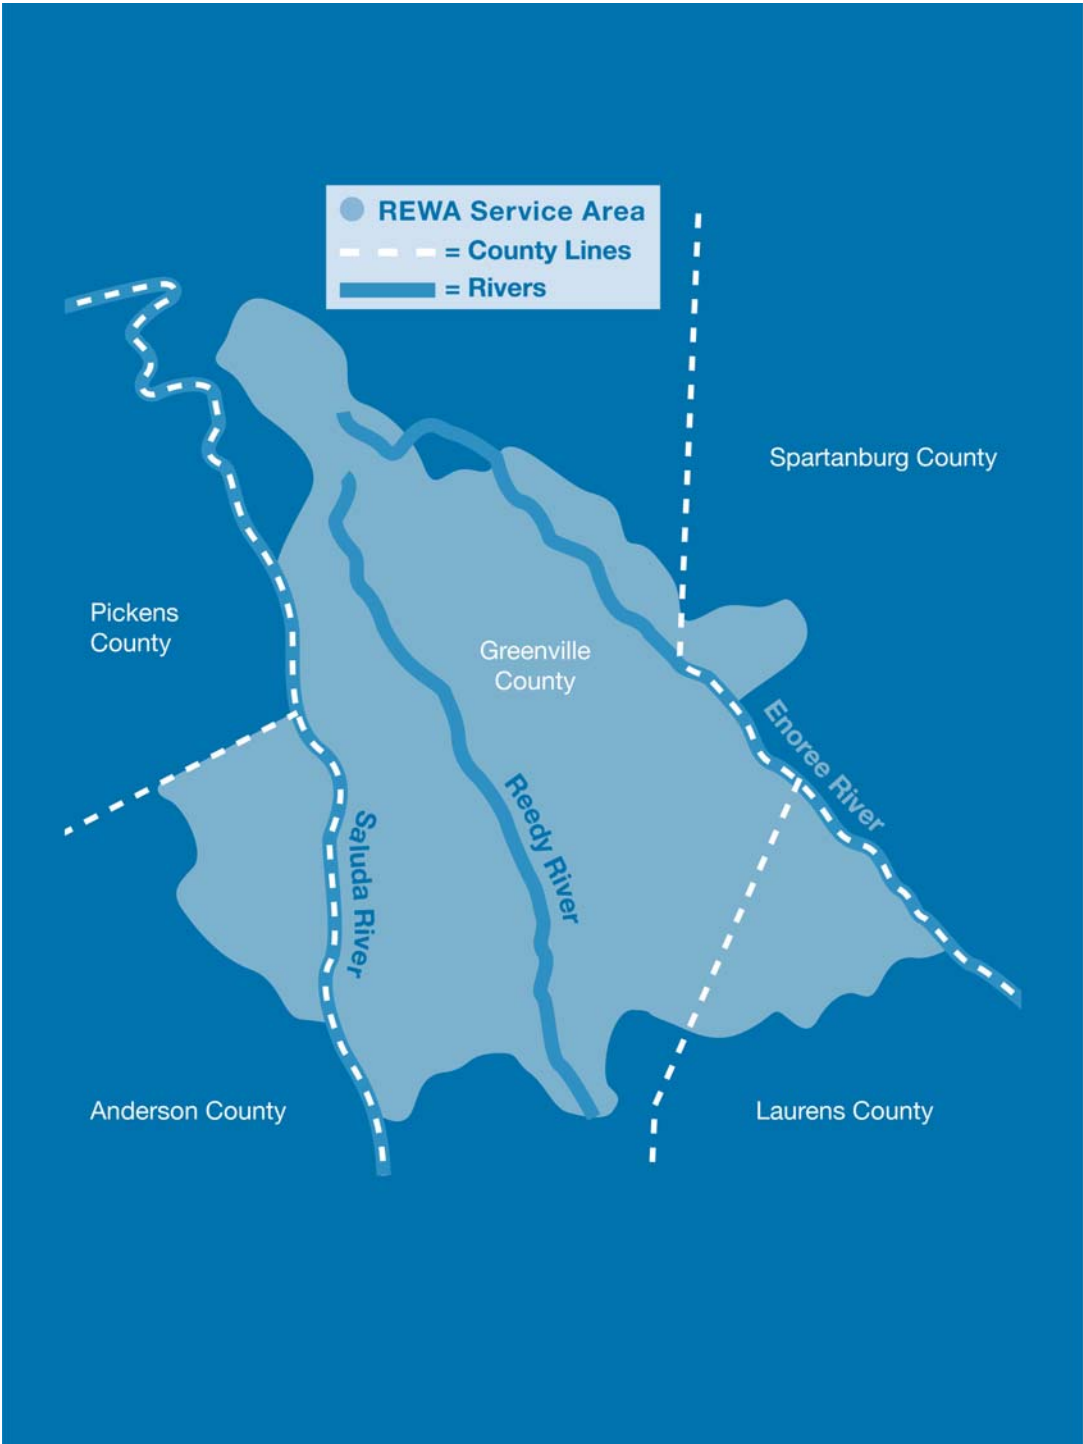 REWA Service Area
= County Lines
= Rivers
Spartanburg County
Pickens
County
Greenville
County
Enoree River
Reedy River
Saluda River
Anderson County
Laurens County